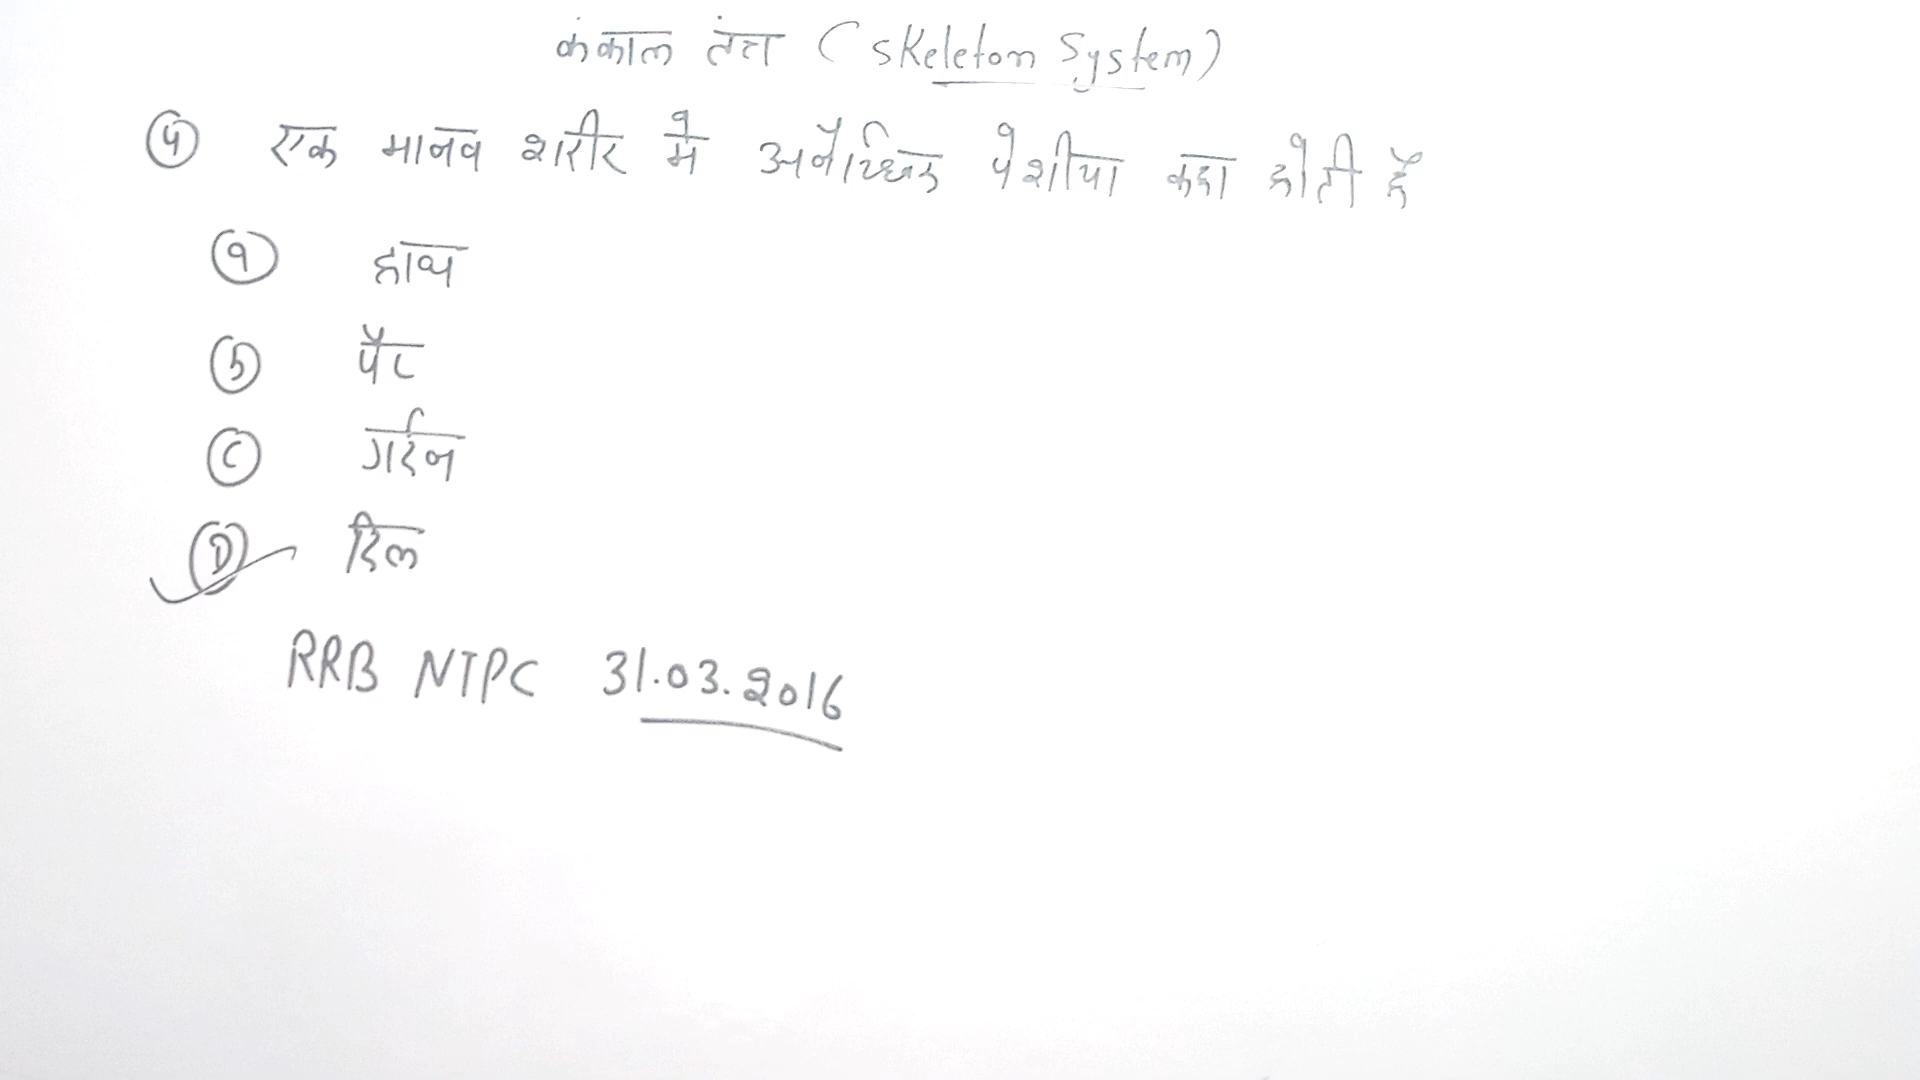 कंकाल तंत्र (Skeleton System)
④ एक मानव शरीर में अनैच्छिक पेशीया कहा होती हैं
ⓐ हाथ
ⓑ पैर
ⓒ गर्दन
Ⓓ दिल
RRB NTPC 31.03.2016